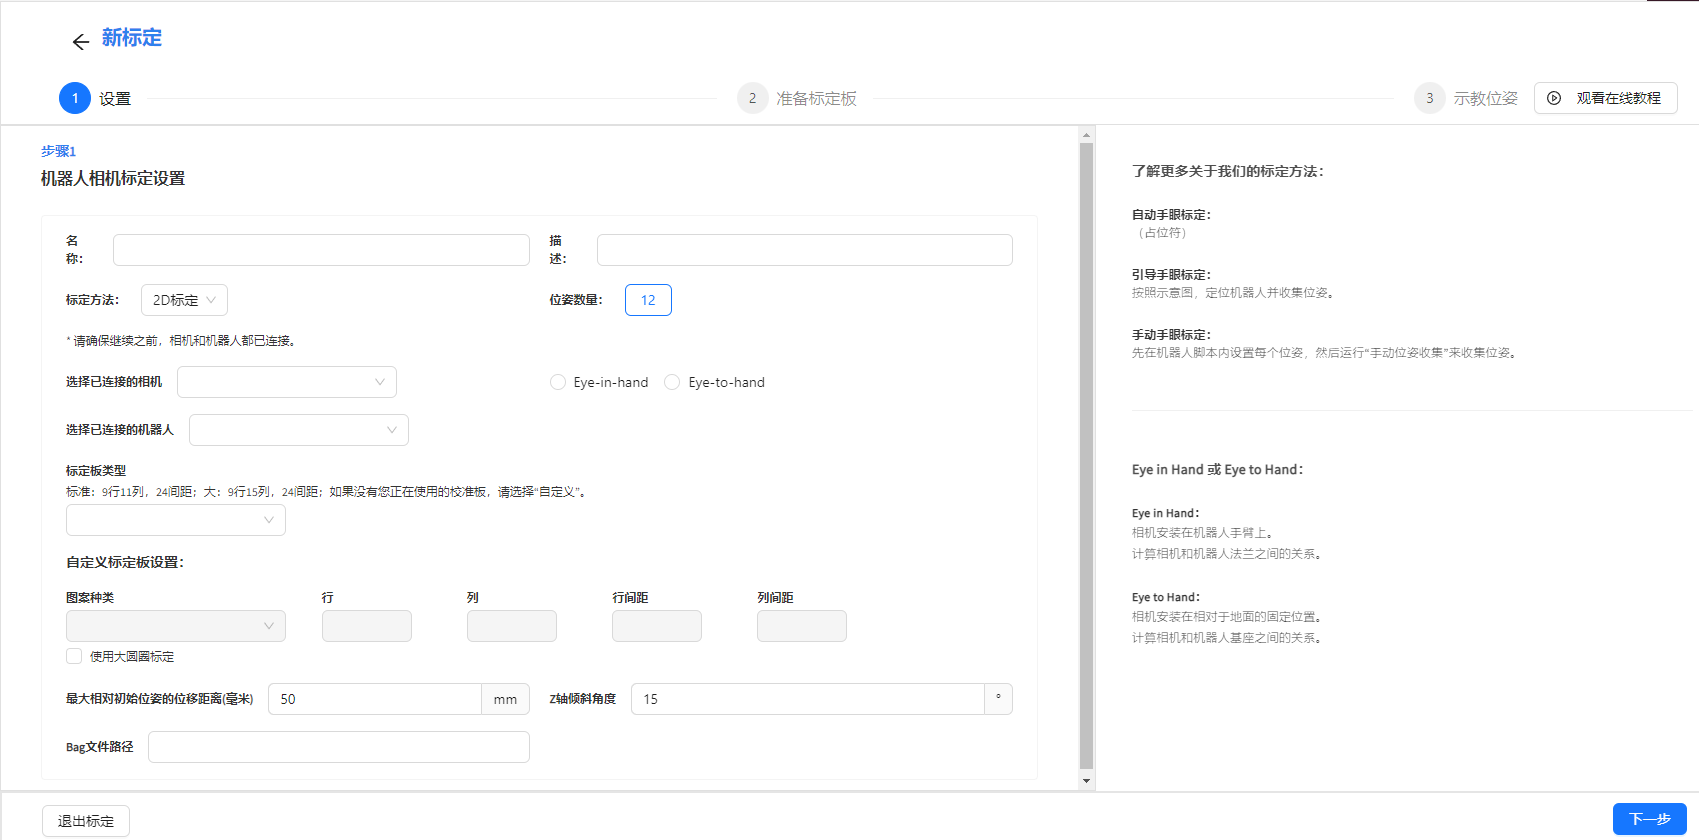 新标定
1 设置
2 准备标定板
3 示教位姿
观看在线教程
步骤1
机器人相机标定设置
名称:
描述:
标定方法: 2D标定
位姿数量: 12
* 请确保继续之前，相机和机器人都已连接。
选择已连接的相机
Eye-in-hand Eye-to-hand
选择已连接的机器人
标定板类型
标准：9行11列，24间距；大：9行15列，24间距；如果没有您正在使用的校准板，请选择“自定义”。
自定义标定板设置：
图案种类 行 列 行间距 列间距
使用大圆圈标定
最大相对初始位姿的位移距离(毫米) 50 mm
Z轴倾斜角度 15 °
Bag文件路径
退出标定
了解更多关于我们的标定方法：
自动手眼标定：
（占位符）
引导手眼标定：
按照示意图，定位机器人并收集位姿。
手动手眼标定：
先在机器人脚本内设置每个位姿，然后运行“手动位姿收集”来收集位姿。
Eye in Hand 或 Eye to Hand：
Eye in Hand：
相机安装在机器人手臂上。
计算相机和机器人法兰之间的关系。
Eye to Hand：
相机安装在相对于地面的固定位置。
计算相机和机器人基座之间的关系。
下一步